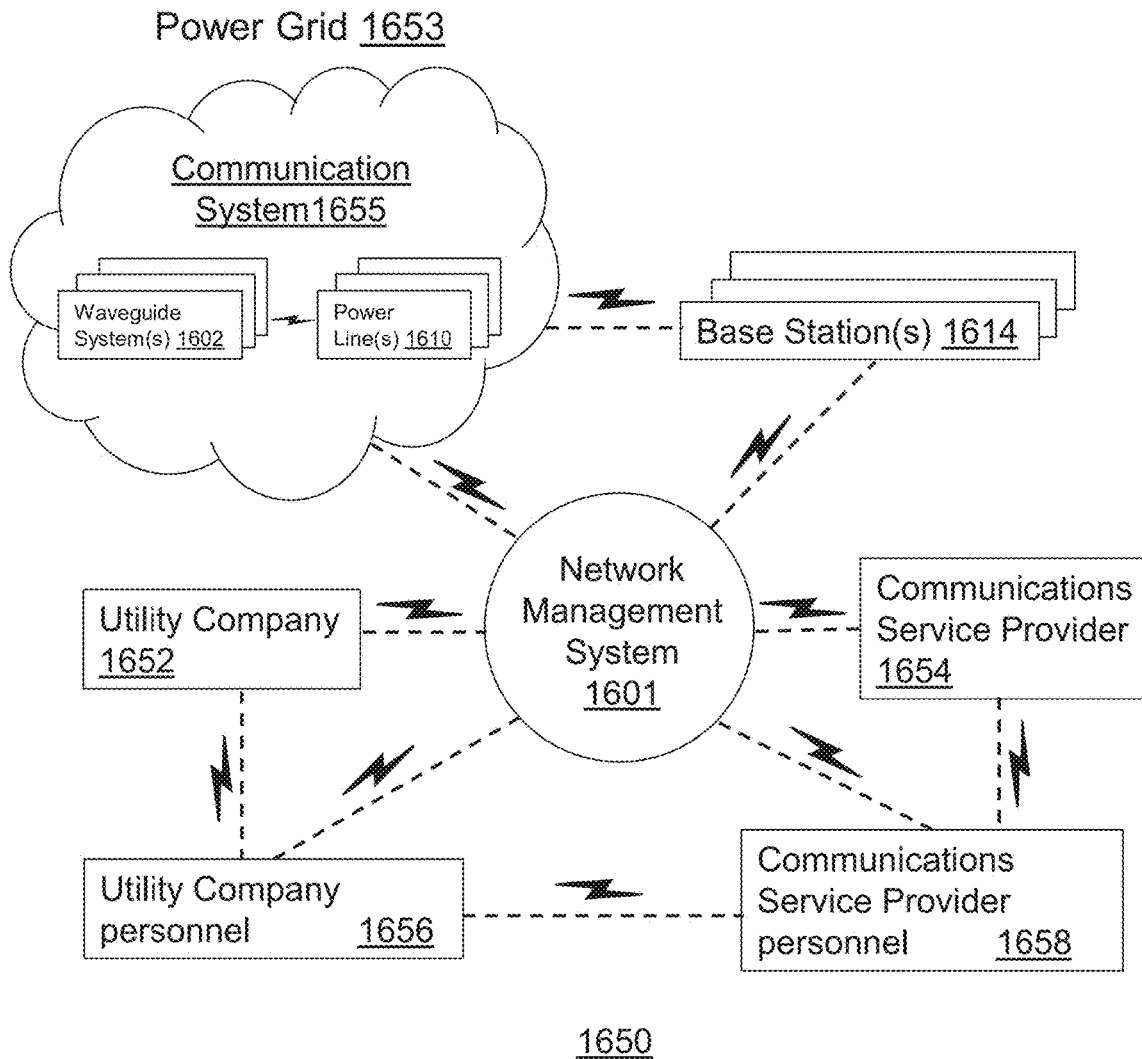 Power Grid 1653
Communication
System1655
Waveguide
System(s) 1602
Power
Line(s) 1610
Base Station(s) 1614
Network
Management
System
1601
Utility Company
1652
Communications
Service Provider
1654
Utility Company
personnel 1656
Communications
Service Provider
personnel 1658
1650